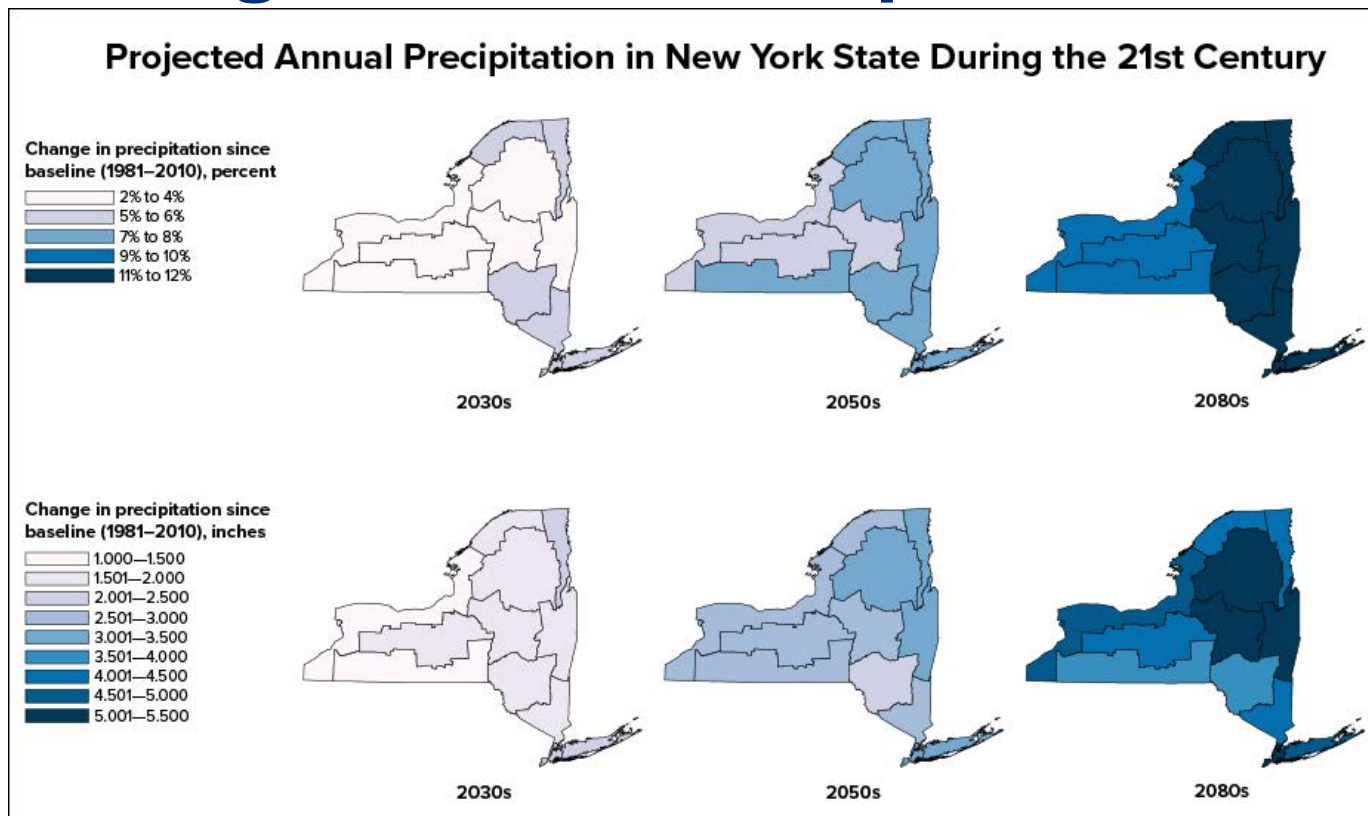 Projected Annual Precipitation in New York State During the 21st Century
Change in precipitation since
baseline (1981–2010), percent
2% to 4%
5% to 6%
7% to 8%
9% to 10%
11% to 12%
2030s
2050s
2080s
Change in precipitation since
baseline (1981–2010), inches
1.000—1.500
1.501—2.000
2.001—2.500
2.501—3.000
3.001—3.500
3.501—4.000
4.001—4.500
4.501—5.000
5.001—5.500
2030s
2050s
2080s